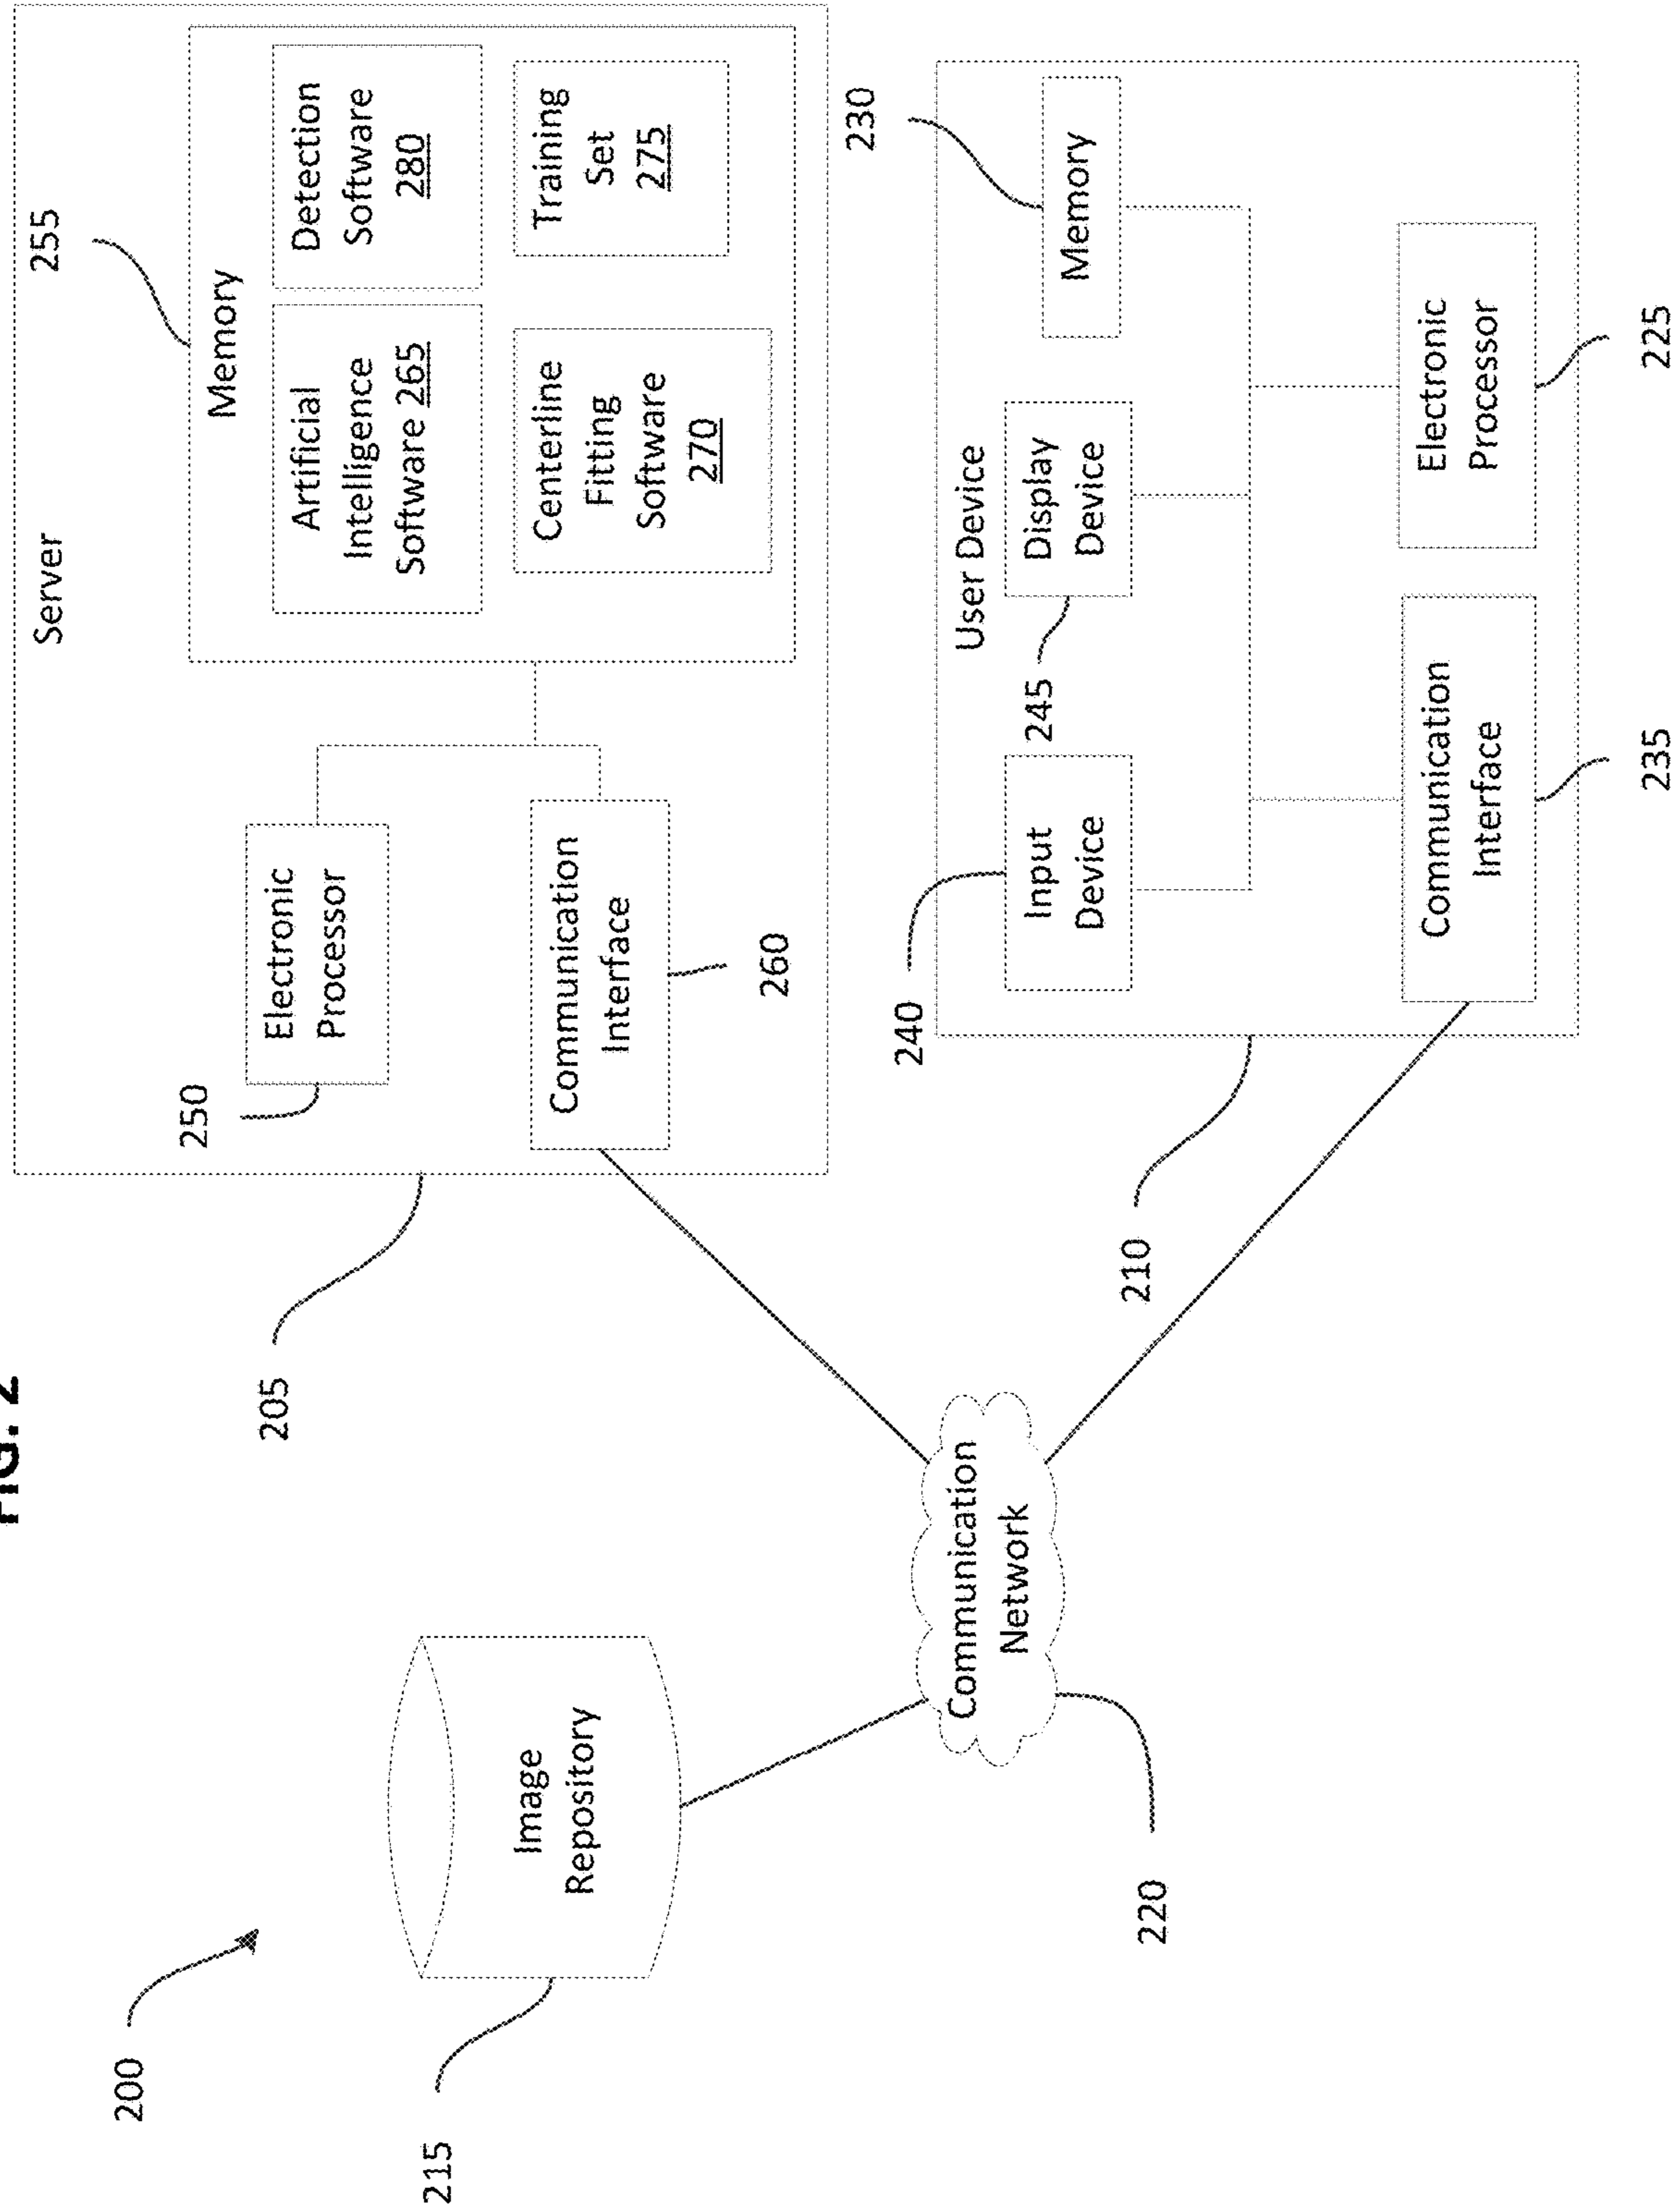 FIG. 2
200
215
Image
Repository
220
Communication
Network
205
Server
250
Electronic
Processor
Communication
Interface
260
255
Memory
Artificial
Intelligence
Software 265
Detection
Software
280
Centerline
Fitting
Software
270
Training
Set
275
210
User Device
240
Input
Device
245
Display
Device
230
Memory
Communication
Interface
235
Electronic
Processor
225